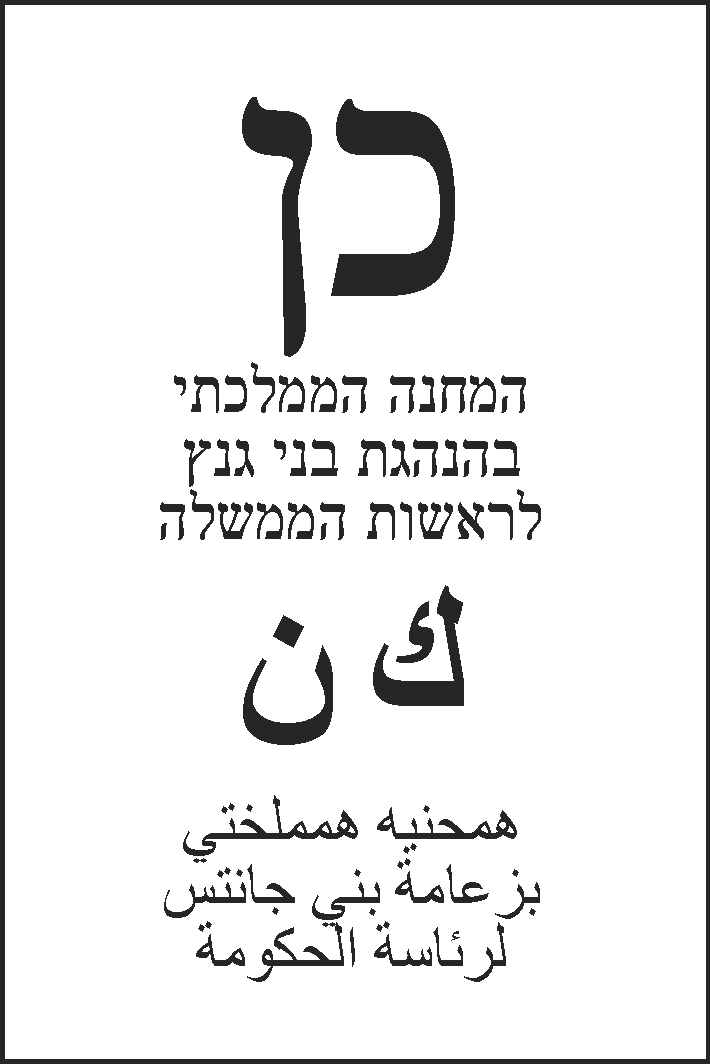 כן
המחנה הממלכתי
בהנהגת בני גנץ
לראשות הממשלה
ك ن
همحنيه همملختي
بزعامة بني جانتس
لرئاسة الحكومة